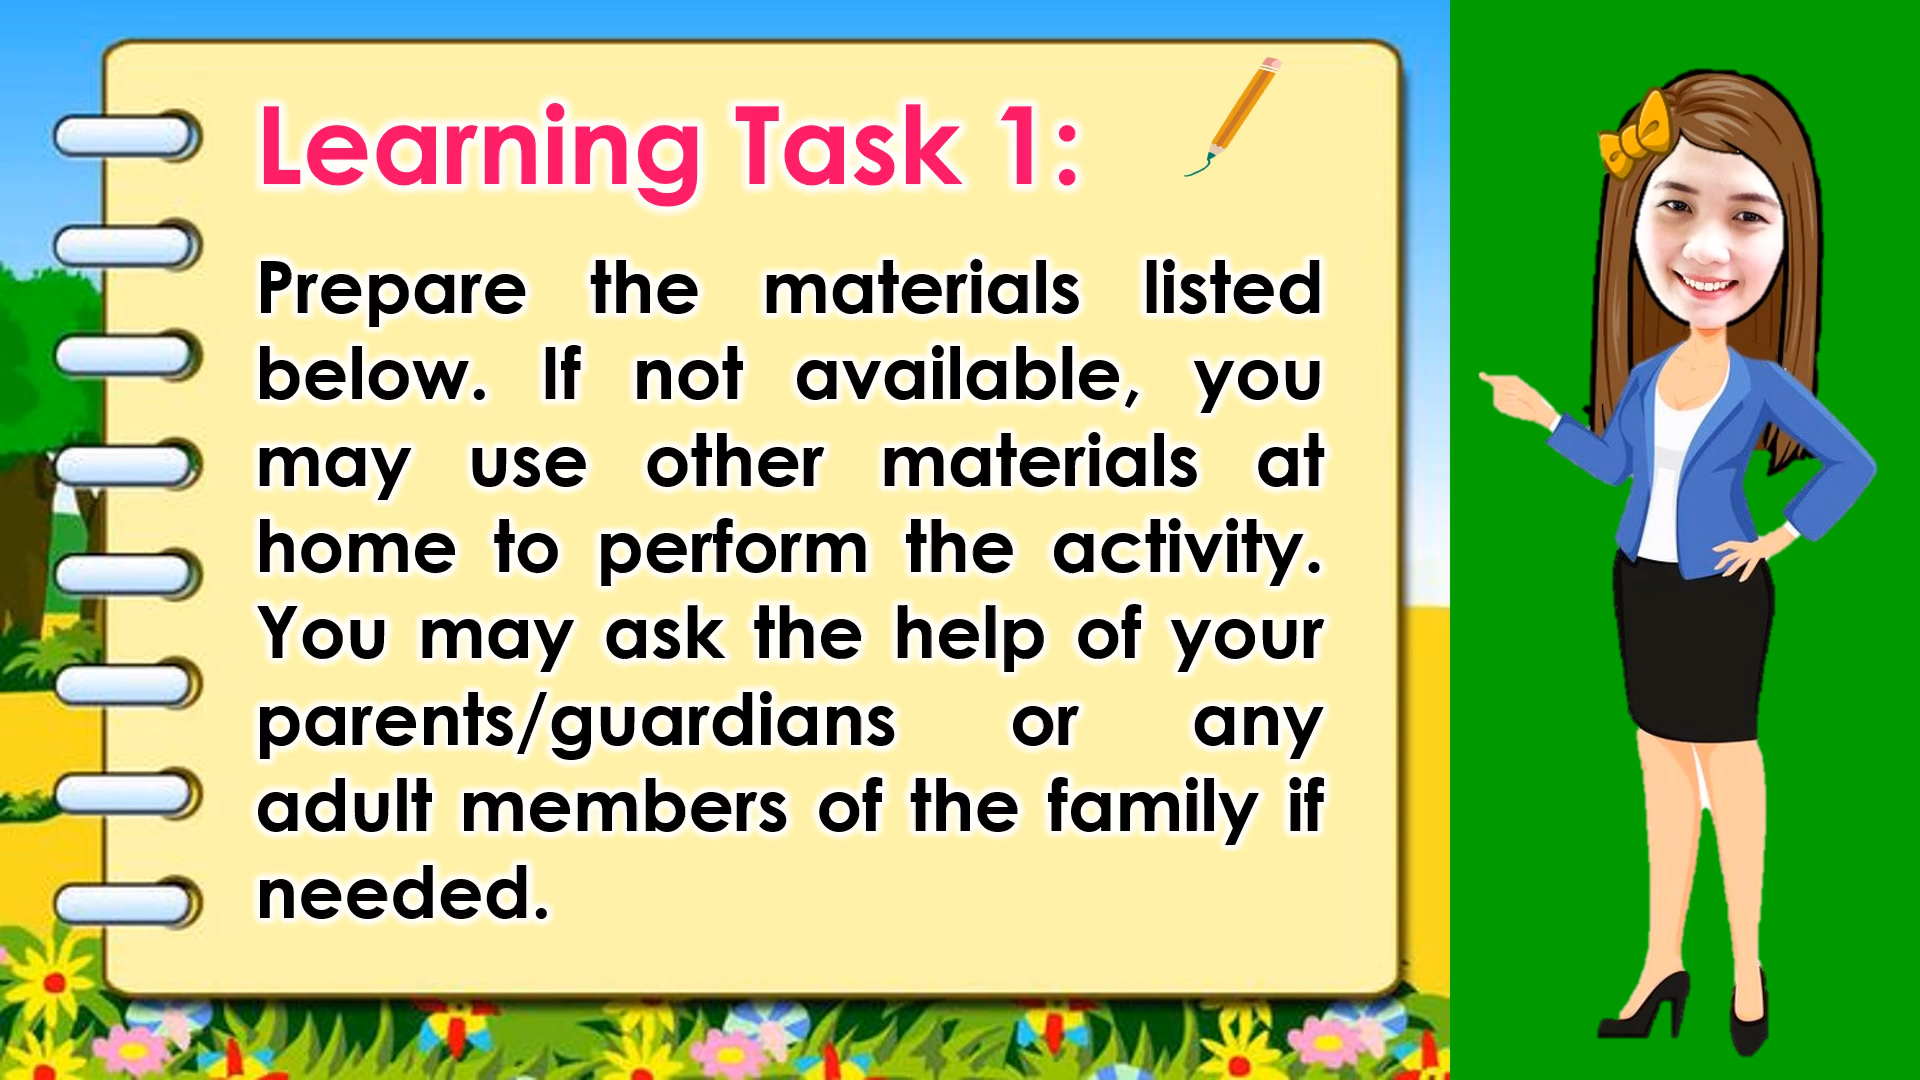 Learning Task 1:
Prepare the materials listed
below. If not available, you
may use other materials at
home to perform the activity.
You may ask the help of your
parents/guardians or any
adult members of the family if
needed.